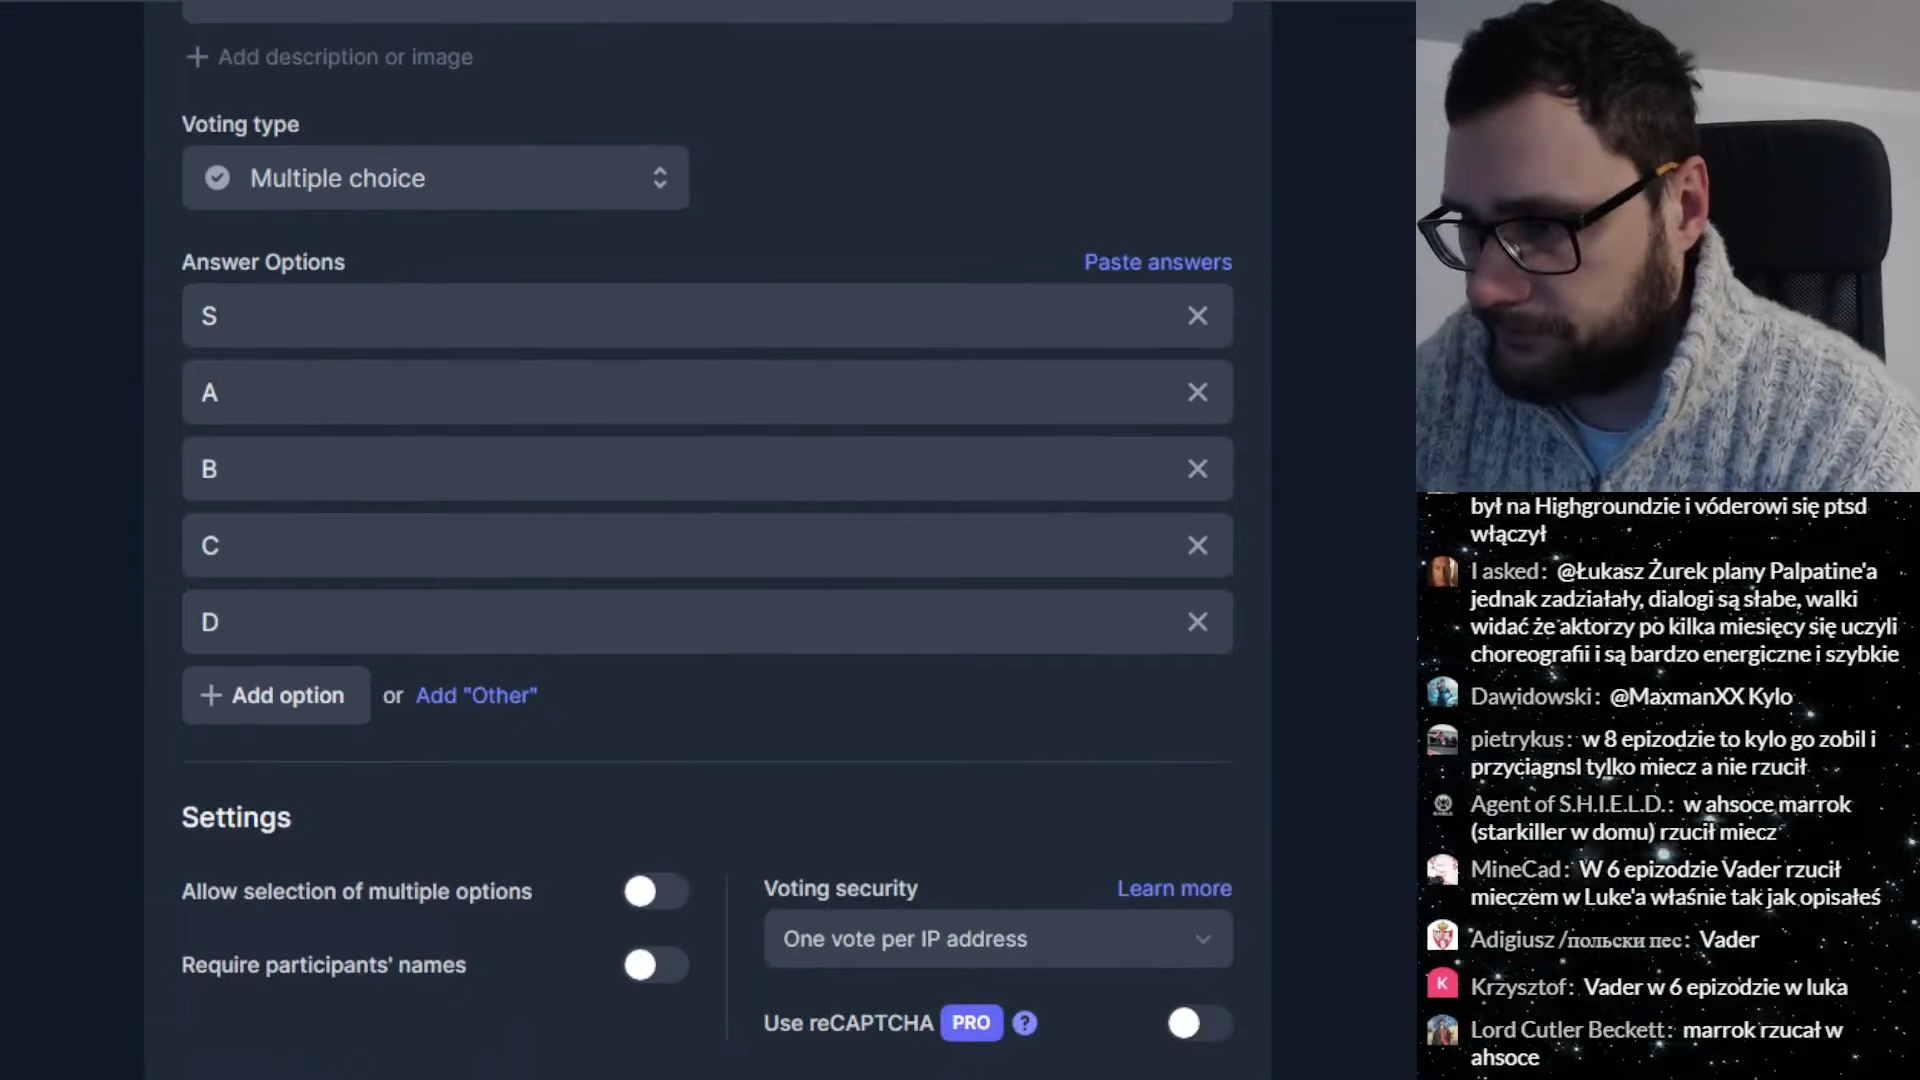 Add description or image
Voting type
Multiple choice
Answer Options
Paste answers
S
A
B
C
D
Add option or Add "Other"
Settings
Allow selection of multiple options
Require participants' names
Voting security
Learn more
One vote per IP address
Use reCAPTCHA PRO ?
był na Highgroundzie i vóderowi się ptsd
włączył
I asked: @Łukasz Żurek plany Palpatine'a
jednak zadziałały, dialogi są słabe, walki
widać że aktorzy po kilka miesięcy się uczyli
choreografii i są bardzo energiczne i szybkie
Dawidowski: @MaxmanXX Kylo
pietrykus: w 8 epizodzie to kylo go zobil i
przyciagnsl tylko miecz a nie rzucił
Agent of S.H.I.E.L.D.: w ahsoce marrok
(starkiller w domu) rzucił miecz
MineCad: W 6 epizodzie Vader rzucił
mieczem w Luke'a właśnie tak jak opisałeś
Adigiusz /польски пес: Vader
K Krzysztof: Vader w 6 epizodzie w luka
Lord Cutler Beckett: marrok rzucał w
ahsoce